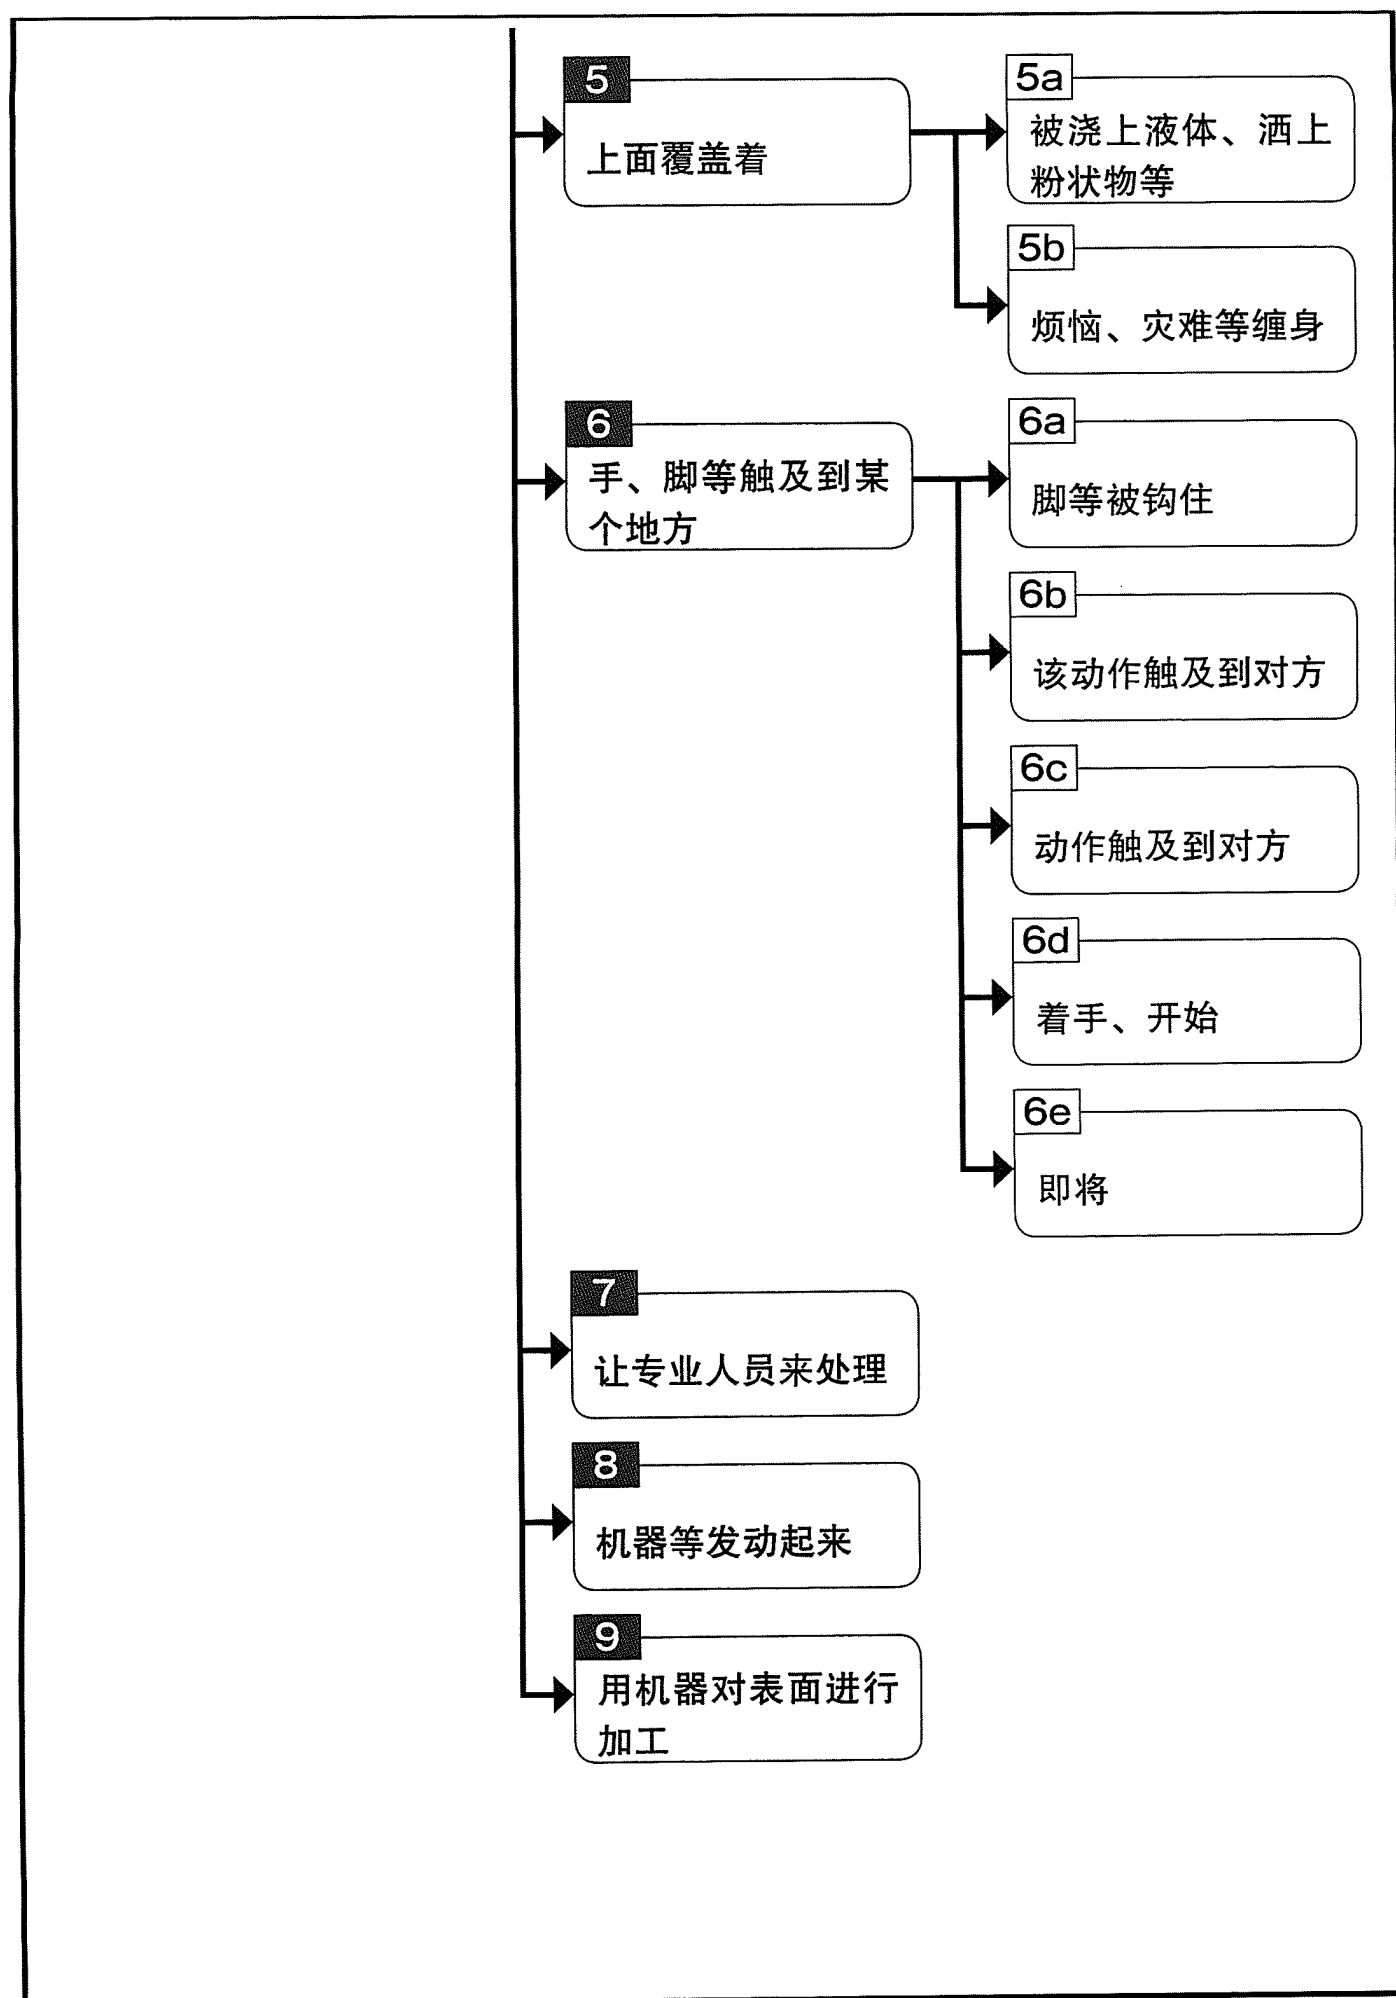 5
上面覆盖着
5a
被浇上液体、洒上
粉状物等
5b
烦恼、灾难等缠身
6
手、脚等触及到某
个地方
6a
脚等被钩住
6b
该动作触及到对方
6c
动作触及到对方
6d
着手、开始
6e
即将
7
让专业人员来处理
8
机器等发动起来
9
用机器对表面进行
加工